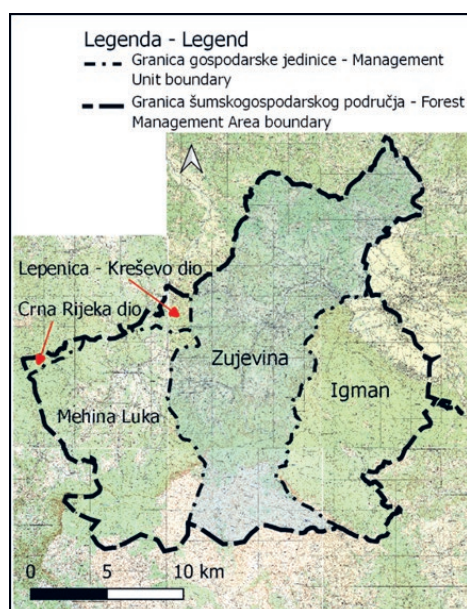 Legenda - Legend
Granica gospodarske jedinice - Management
Unit boundary
Granica šumskogospodarskog područja - Forest
Management Area boundary
Lepenica - Kreševo dio
Crna Rijeka dio
Zujevina
Igman
Mehina Luka
0 5 10 km